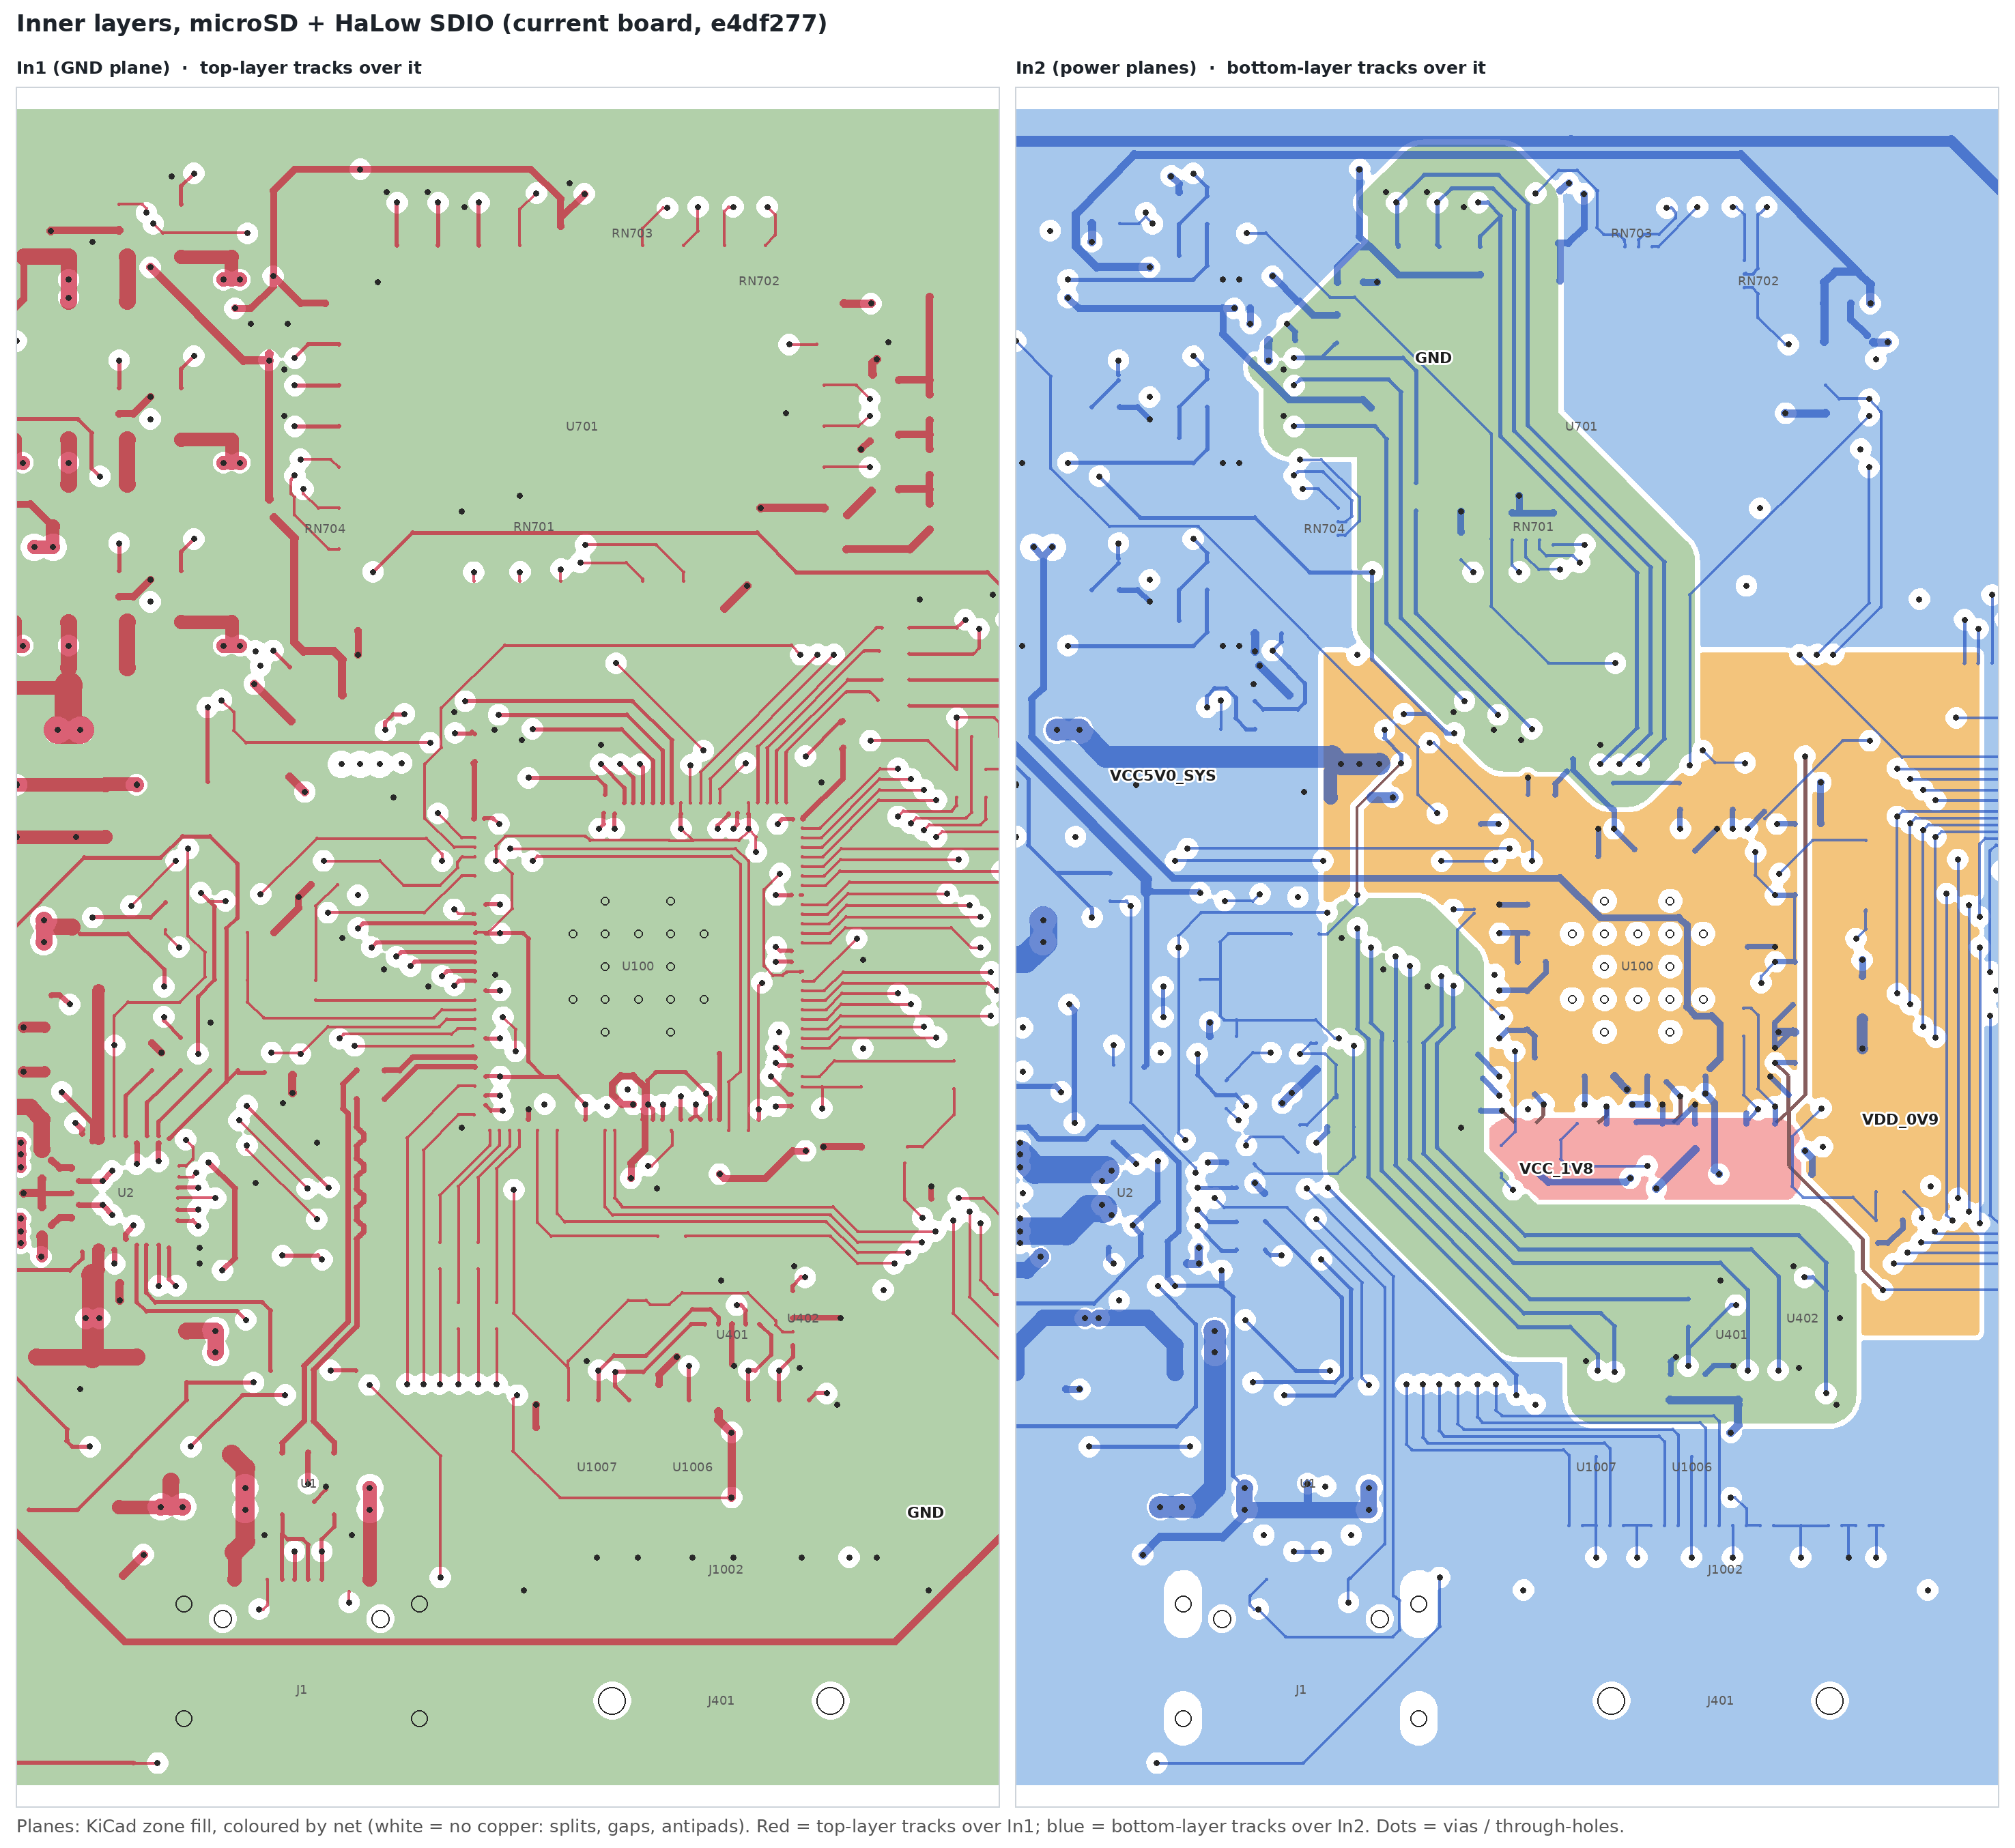 Inner layers, microSD + HaLow SDIO (current board, e4df277)
In1 (GND plane)  ·  top-layer tracks over it
In2 (power planes)  ·  bottom-layer tracks over it
RN703
RN702
U701
RN704
RN701
U100
U2
U401
U402
U1007
U1006
U1
GND
J1002
J1
J401
RN703
RN702
GND
U701
RN704
RN701
VCC5V0_SYS
U100
VDD_0V9
VCC_1V8
U2
U402
U401
U1007
U1006
U1
J1002
J1
J401
Planes: KiCad zone fill, coloured by net (white = no copper: splits, gaps, antipads). Red = top-layer tracks over In1; blue = bottom-layer tracks over In2. Dots = vias / through-holes.